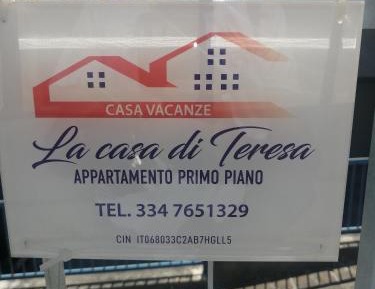 CASA VACANZE
La casa di Teresa
APPARTAMENTO PRIMO PIANO
TEL. 334 7651329
CIN IT068033C2AB7HGLL5